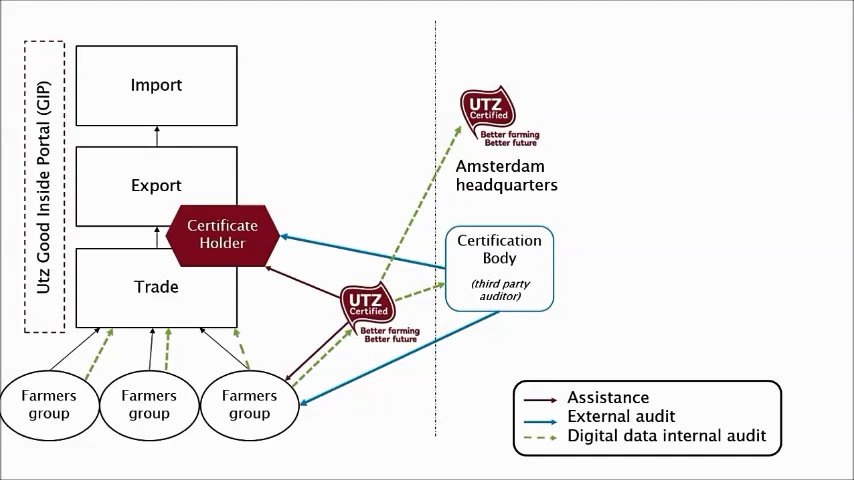 Utz Good Inside Portal (GIP)
Import
Export
Certificate
Holder
Trade
Farmers
group
Farmers
group
Farmers
group
UTZ
Certified
Better farming
Better future
UTZ
Certified
Better farming
Better future
Amsterdam
headquarters
Certification
Body
(third party
auditor)
Assistance
External audit
Digital data internal audit